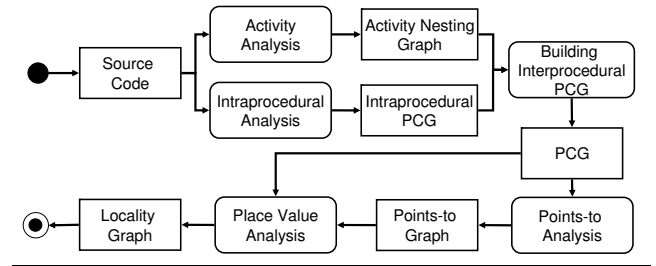 Activity
Analysis
Activity Nesting
Graph
Source
Code
Building
Interprocedural
PCG
Intraprocedural
Analysis
Intraprocedural
PCG
PCG
Locality
Graph
Place Value
Analysis
Points-to
Graph
Points-to
Analysis